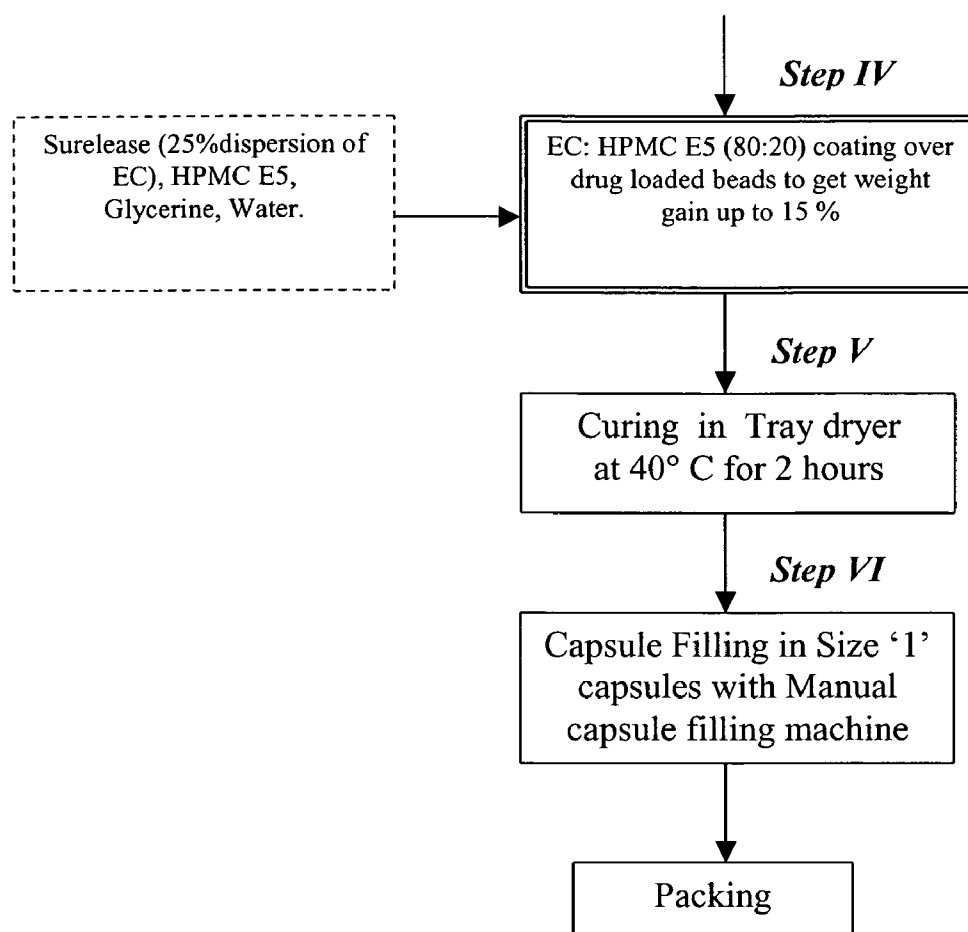 Step IV
Surelease (25%dispersion of
EC), HPMC E5,
Glycerine, Water.
EC: HPMC E5 (80:20) coating over
drug loaded beads to get weight
gain up to 15 %
Step V
Curing in Tray dryer
at 40° C for 2 hours
Step VI
Capsule Filling in Size ‘1’
capsules with Manual
capsule filling machine
Packing